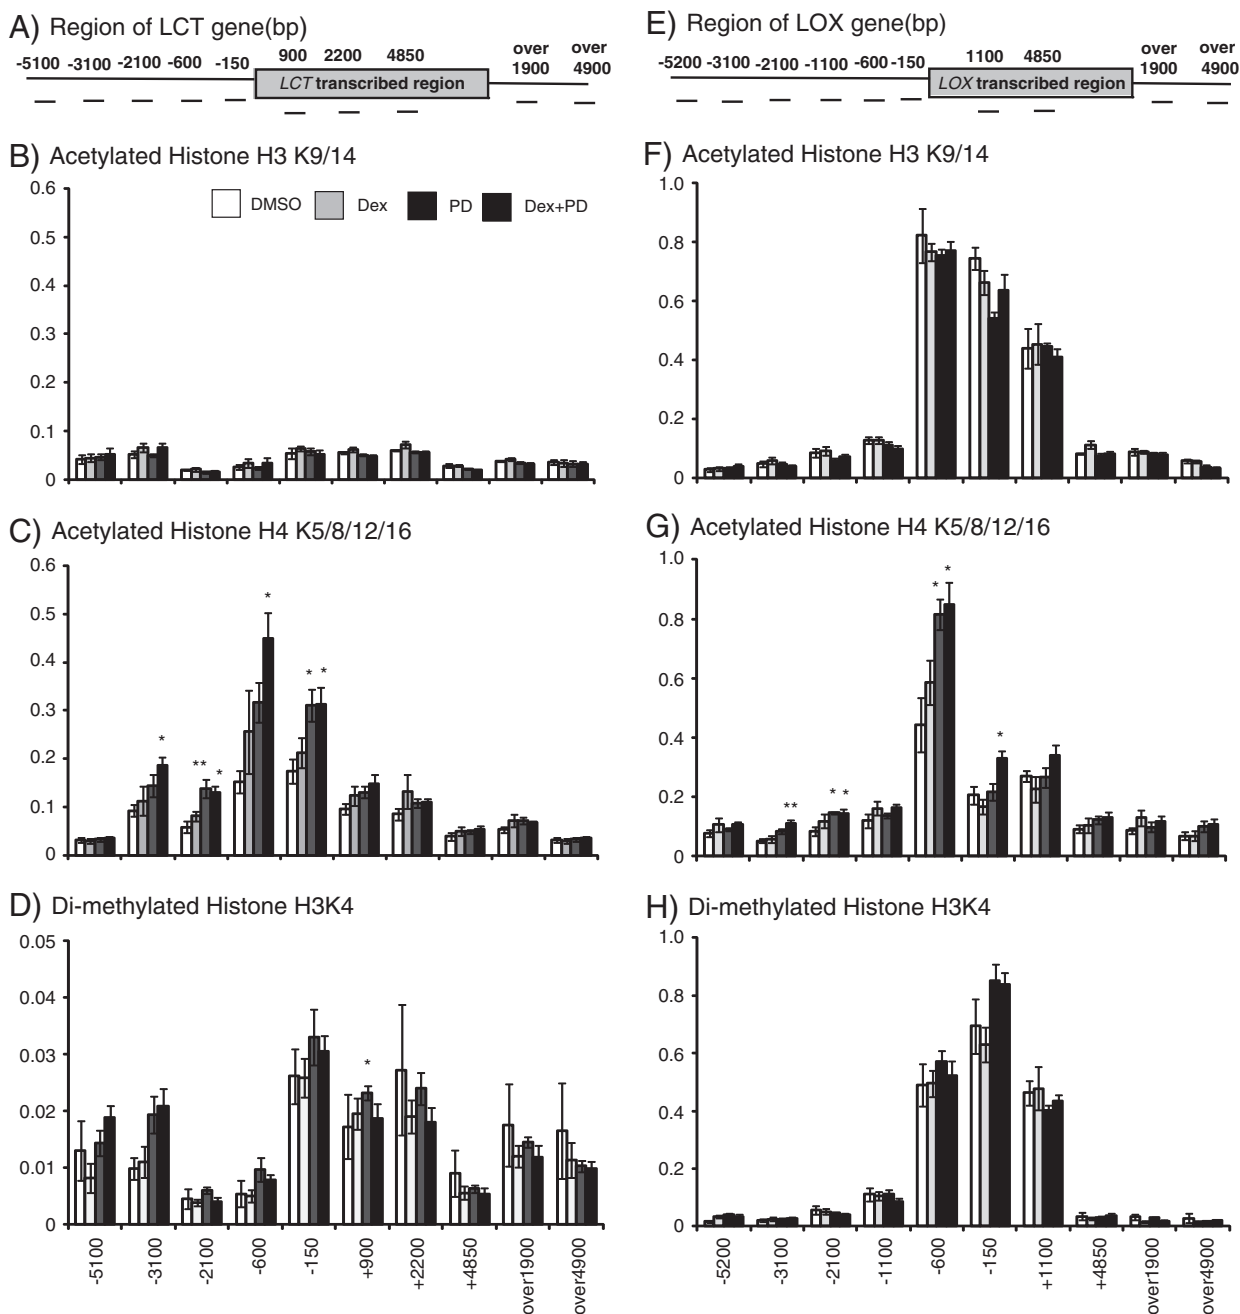 A) Region of LCT gene(bp)
-5100 -3100 -2100 -600 -150 900 2200 4850 over 1900 over 4900
LCT transcribed region
B) Acetylated Histone H3 K9/14
DMSO Dex PD Dex+PD
0.6
0.5
0.4
0.3
0.2
0.1
0
C) Acetylated Histone H4 K5/8/12/16
0.6
0.5
0.4
0.3
0.2
0.1
0
* ** * * * *
D) Di-methylated Histone H3K4
0.05
0.04
0.03
0.02
0.01
0
*
-5100 -3100 -2100 -600 -150 +900 +2200 +4850 over1900 over4900
E) Region of LOX gene(bp)
-5200 -3100 -2100 -1100 -600 -150 1100 4850 over 1900 over 4900
LOX transcribed region
F) Acetylated Histone H3 K9/14
1.0
0.8
0.6
0.4
0.2
0
G) Acetylated Histone H4 K5/8/12/16
1.0
0.8
0.6
0.4
0.2
0
** * * * * *
H) Di-methylated Histone H3K4
1.0
0.8
0.6
0.4
0.2
0
-5200 -3100 -2100 -1100 -600 -150 +1100 +4850 over1900 over4900